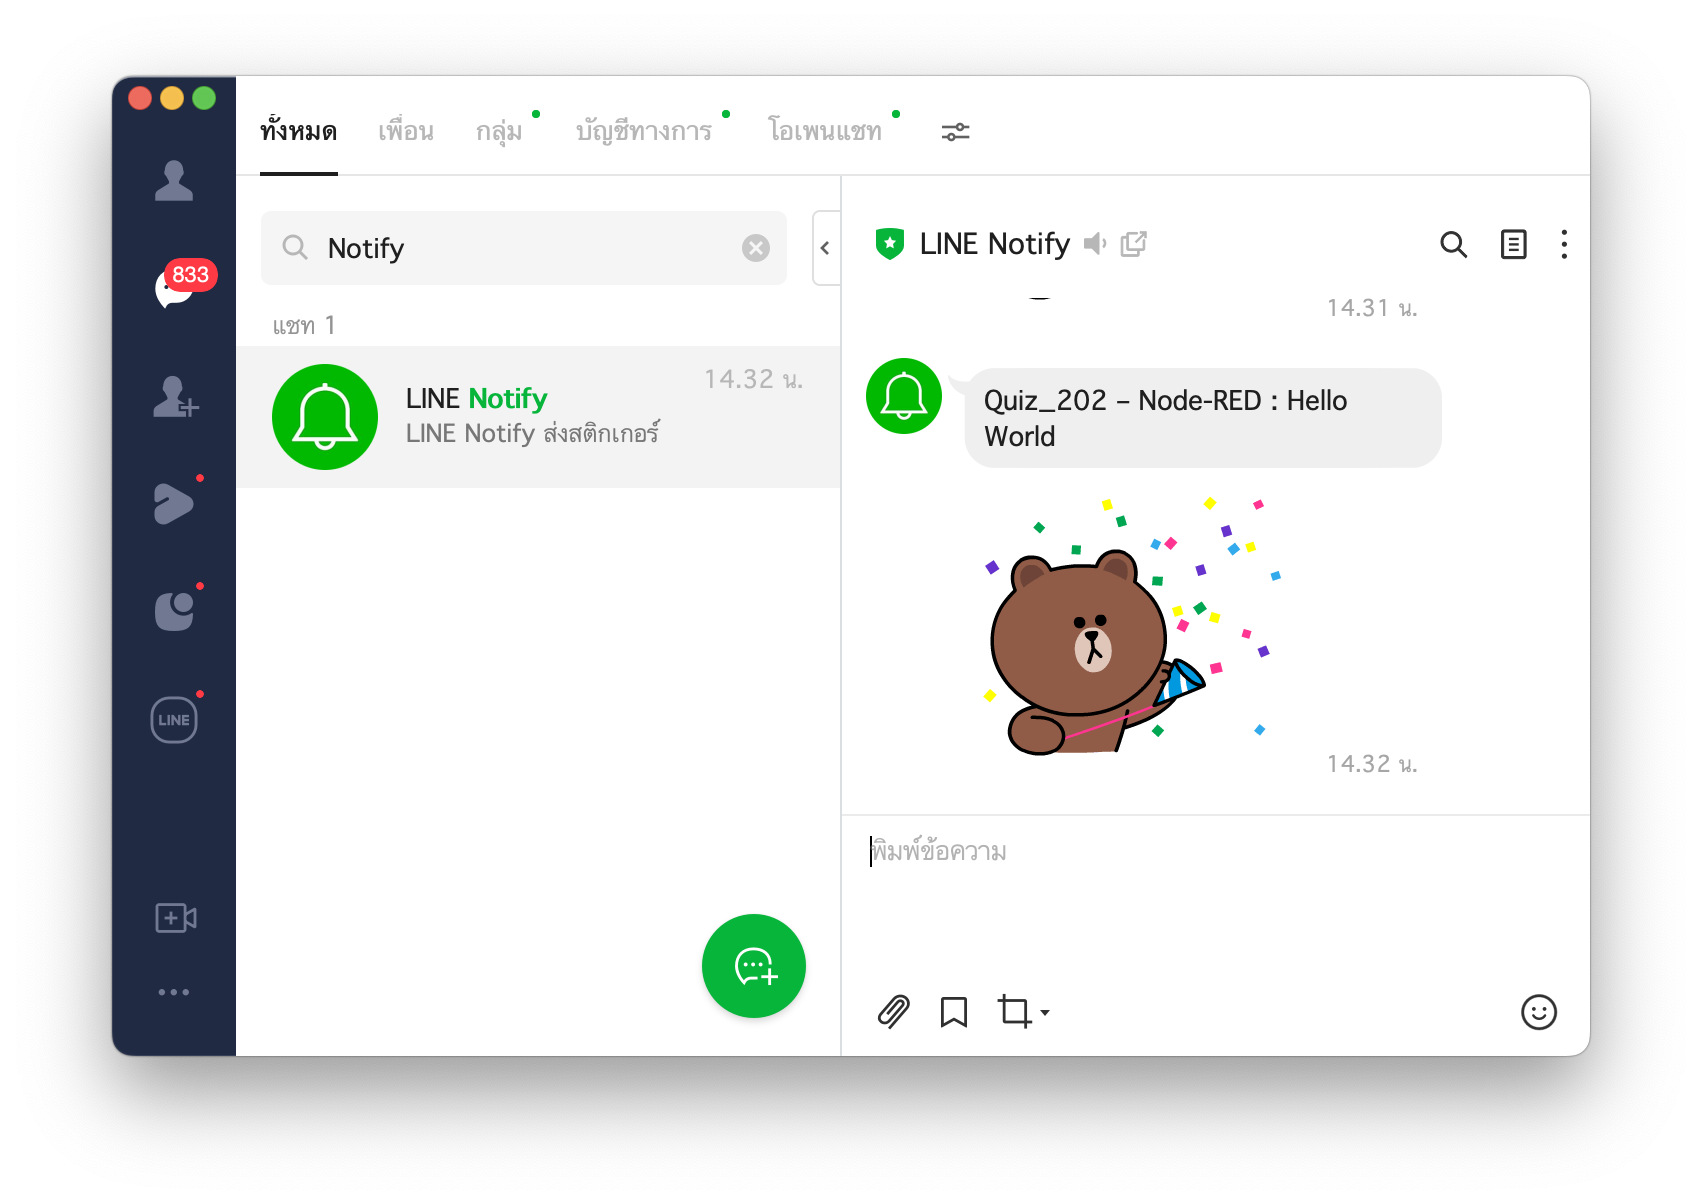 ทั้งหมด เพื่อน กลุ่ม บัญชีทางการ โอเพนแชท
833
LINE
Notify
แชท 1
LINE Notify
14.32 น.
LINE Notify ส่งสติกเกอร์
LINE Notify
14.31 น.
Quiz_202 – Node-RED : Hello
World
14.32 น.
พิมพ์ข้อความ